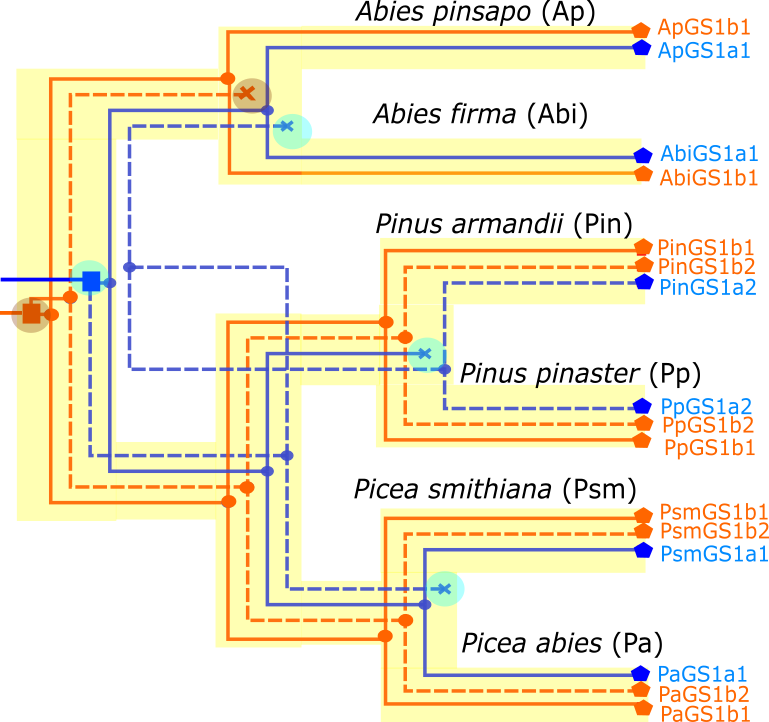 Abies pinsapo (Ap)
ApGS1b1
ApGS1a1
Abies firma (Abi)
AbiGS1a1
AbiGS1b1
Pinus armandii (Pin)
PinGS1b1
PinGS1b2
PinGS1a2
Pinus pinaster (Pp)
PpGS1a2
PpGS1b2
PpGS1b1
Picea smithiana (Psm)
PsmGS1b1
PsmGS1b2
PsmGS1a1
Picea abies (Pa)
PaGS1a1
PaGS1b2
PaGS1b1